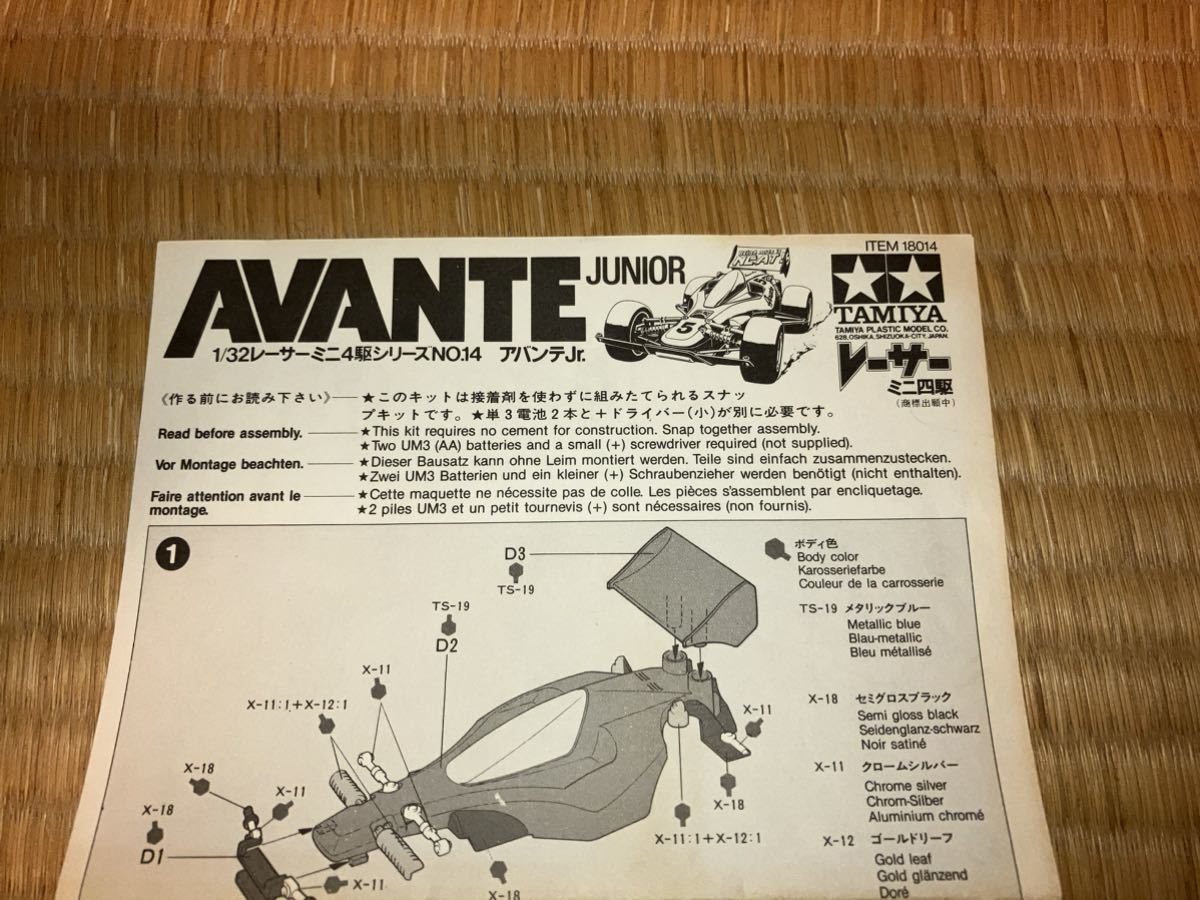 ITEM 18014
AVANTE JUNIOR
TAMIYA
TAMIYA PLASTIC MODEL CO.
628, OSHIKA, SHIZUOKA-CITY, JAPAN.
1/32レーサーミニ4駆シリーズNO.14 アバンテJr.
5
レーサー
ミニ四駆
(商標出願中)
《作る前にお読み下さい》
★このキットは接着剤を使わずに組みたてられるスナッ
プキットです。★単3電池2本と+ドライバー(小)が別に必要です。
Read before assembly.
★This kit requires no cement for construction. Snap together assembly.
★Two UM3 (AA) batteries and a small (+) screwdriver required (not supplied).
Vor Montage beachten.
★Dieser Bausatz kann ohne Leim montiert werden. Teile sind einfach zusammenzustecken.
★Zwei UM3 Batterien und ein kleiner (+) Schraubenzieher werden benötigt (nicht enthalten).
Faire attention avant le
montage.
★Cette maquette ne nécessite pas de colle. Les pièces s'assemblent par encliquetage.
★2 piles UM3 et un petit tournevis (+) sont nécessaires (non fournis).
1
D3
TS-19
TS-19
D2
X-11
X-11:1+X-12:1
X-18
X-11
X-18
D1
X-11
X-18
X-11
X-18
X-11:1+X-12:1
ボディ色
Body color
Karosseriefarbe
Couleur de la carrosserie
TS-19 メタリックブルー
Metallic blue
Blau-metallic
Bleu métallisé
X-18 セミグロスブラック
Semi gloss black
Seidenglanz-schwarz
Noir satiné
X-11 クロームシルバー
Chrome silver
Chrom-Silber
Aluminium chromé
X-12 ゴールドリーフ
Gold leaf
Gold glänzend
Doré